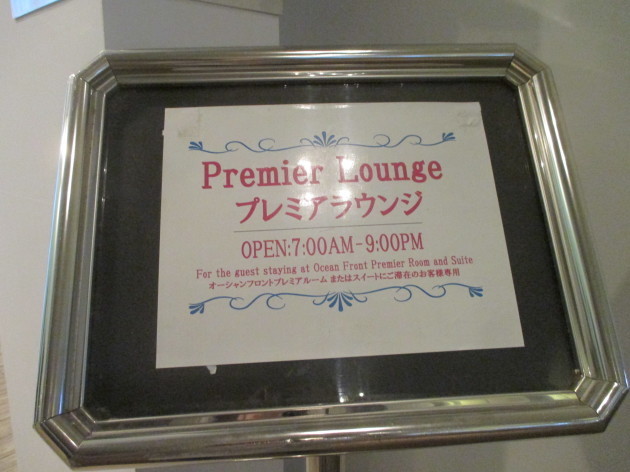 Premier Lounge
プレミアラウンジ
OPEN:7:00AM-9:00PM
For the guest staying at Ocean Front Premier Room and Suite
オーシャンフロントプレミアルーム またはスイートにご滞在のお客様専用